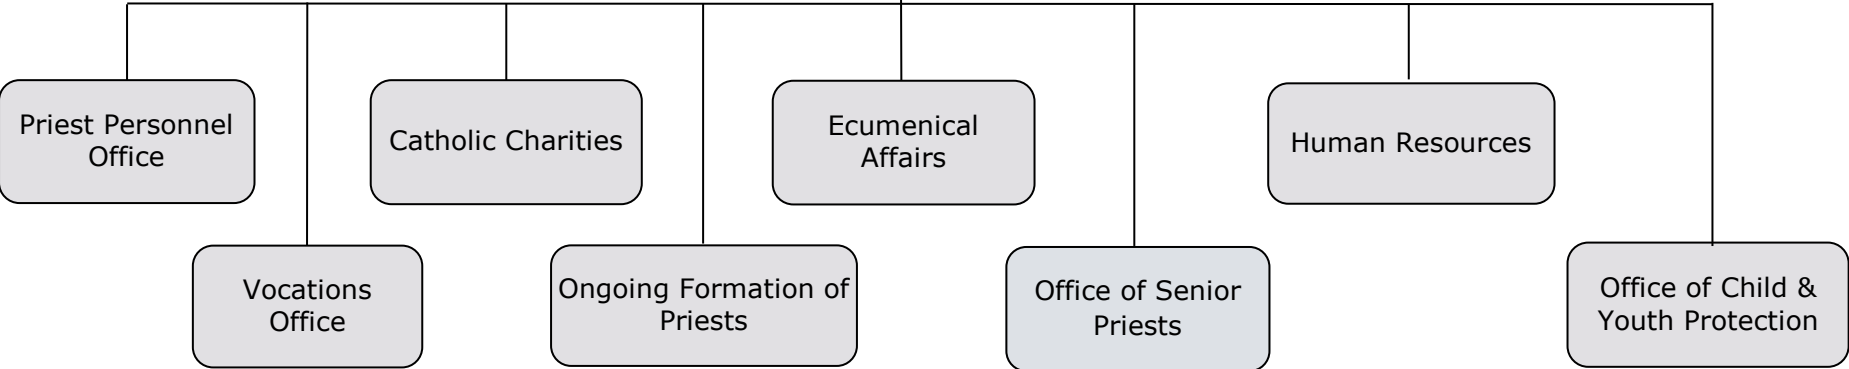 Priest Personnel
Office
Catholic Charities
Ecumenical
Affairs
Human Resources
Vocations
Office
Ongoing Formation of
Priests
Office of Senior
Priests
Office of Child &
Youth Protection